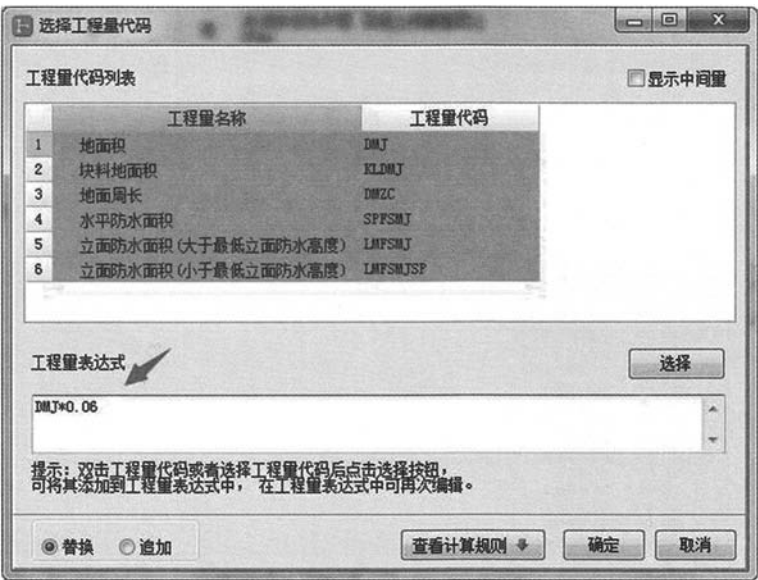 选择工程量代码
工程量代码列表
显示中间量
工程量名称 工程量代码
1 地面积 DMJ
2 块料地面积 KLDMJ
3 地面周长 DMZC
4 水平防水面积 SPFSMJ
5 立面防水面积(大于最低立面防水高度) LMFSMJ
6 立面防水面积(小于最低立面防水高度) LMFSMJSP
工程量表达式
选择
DMJ*0.06
提示：双击工程量代码或者选择工程量代码后点击选择按钮，
可将其添加到工程量表达式中，在工程量表达式中可再次编辑。
替换 追加 查看计算规则 确定 取消